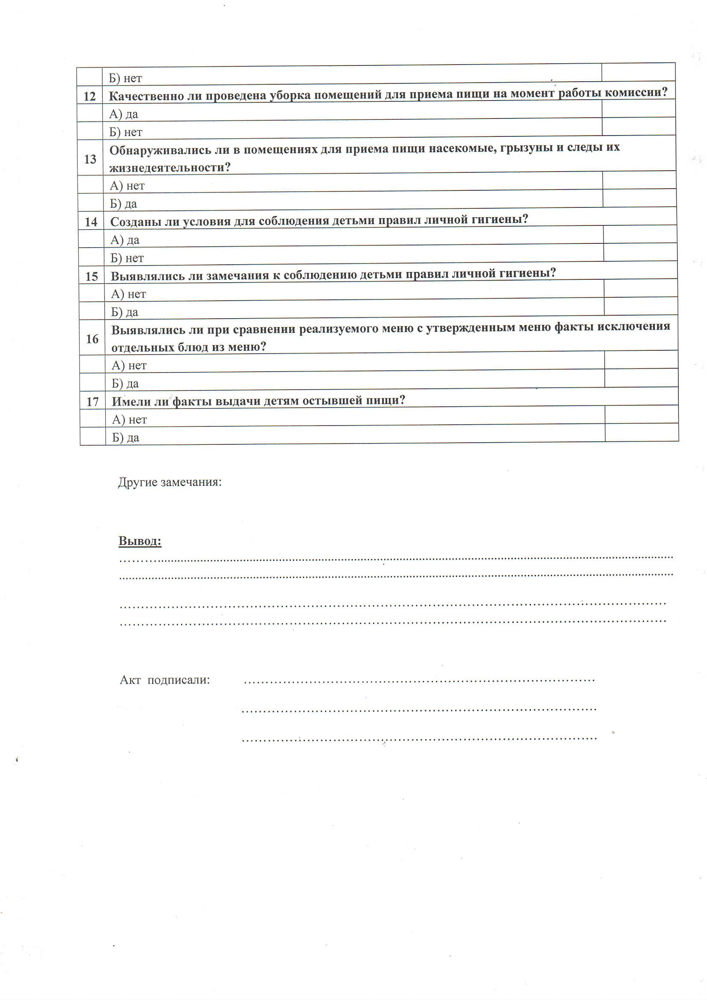 Б) нет
12 Качественно ли проведена уборка помещений для приема пищи на момент работы комиссии?
А) да
Б) нет
13 Обнаруживались ли в помещениях для приема пищи насекомые, грызуны и следы их
жизнедеятельности?
А) нет
Б) да
14 Созданы ли условия для соблюдения детьми правил личной гигиены?
А) да
Б) нет
15 Выявлялись ли замечания к соблюдению детьми правил личной гигиены?
А) нет
Б) да
16 Выявлялись ли при сравнении реализуемого меню с утвержденным меню факты исключения
отдельных блюд из меню?
А) нет
Б) да
17 Имели ли факты выдачи детям остывшей пищи?
А) нет
Б) да
Другие замечания:
Вывод:
Акт подписали: